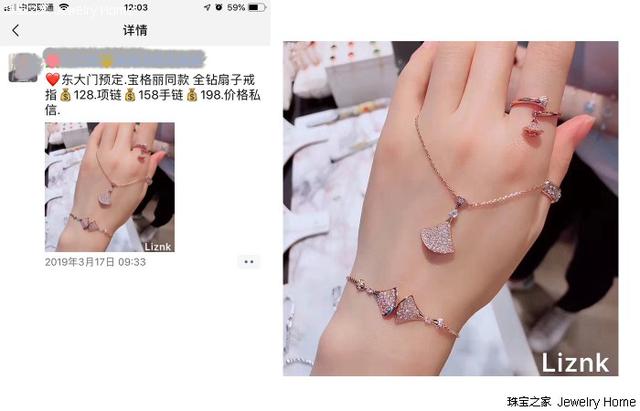 中国联通 12:03 59%
详情
❤️东大门预定.宝格丽同款 全钻扇子戒
指💰128.项链💰158手链💰198.价格私
信.
Liznk
2019年3月17日 09:33
Liznk
珠宝之家 Jewelry Home